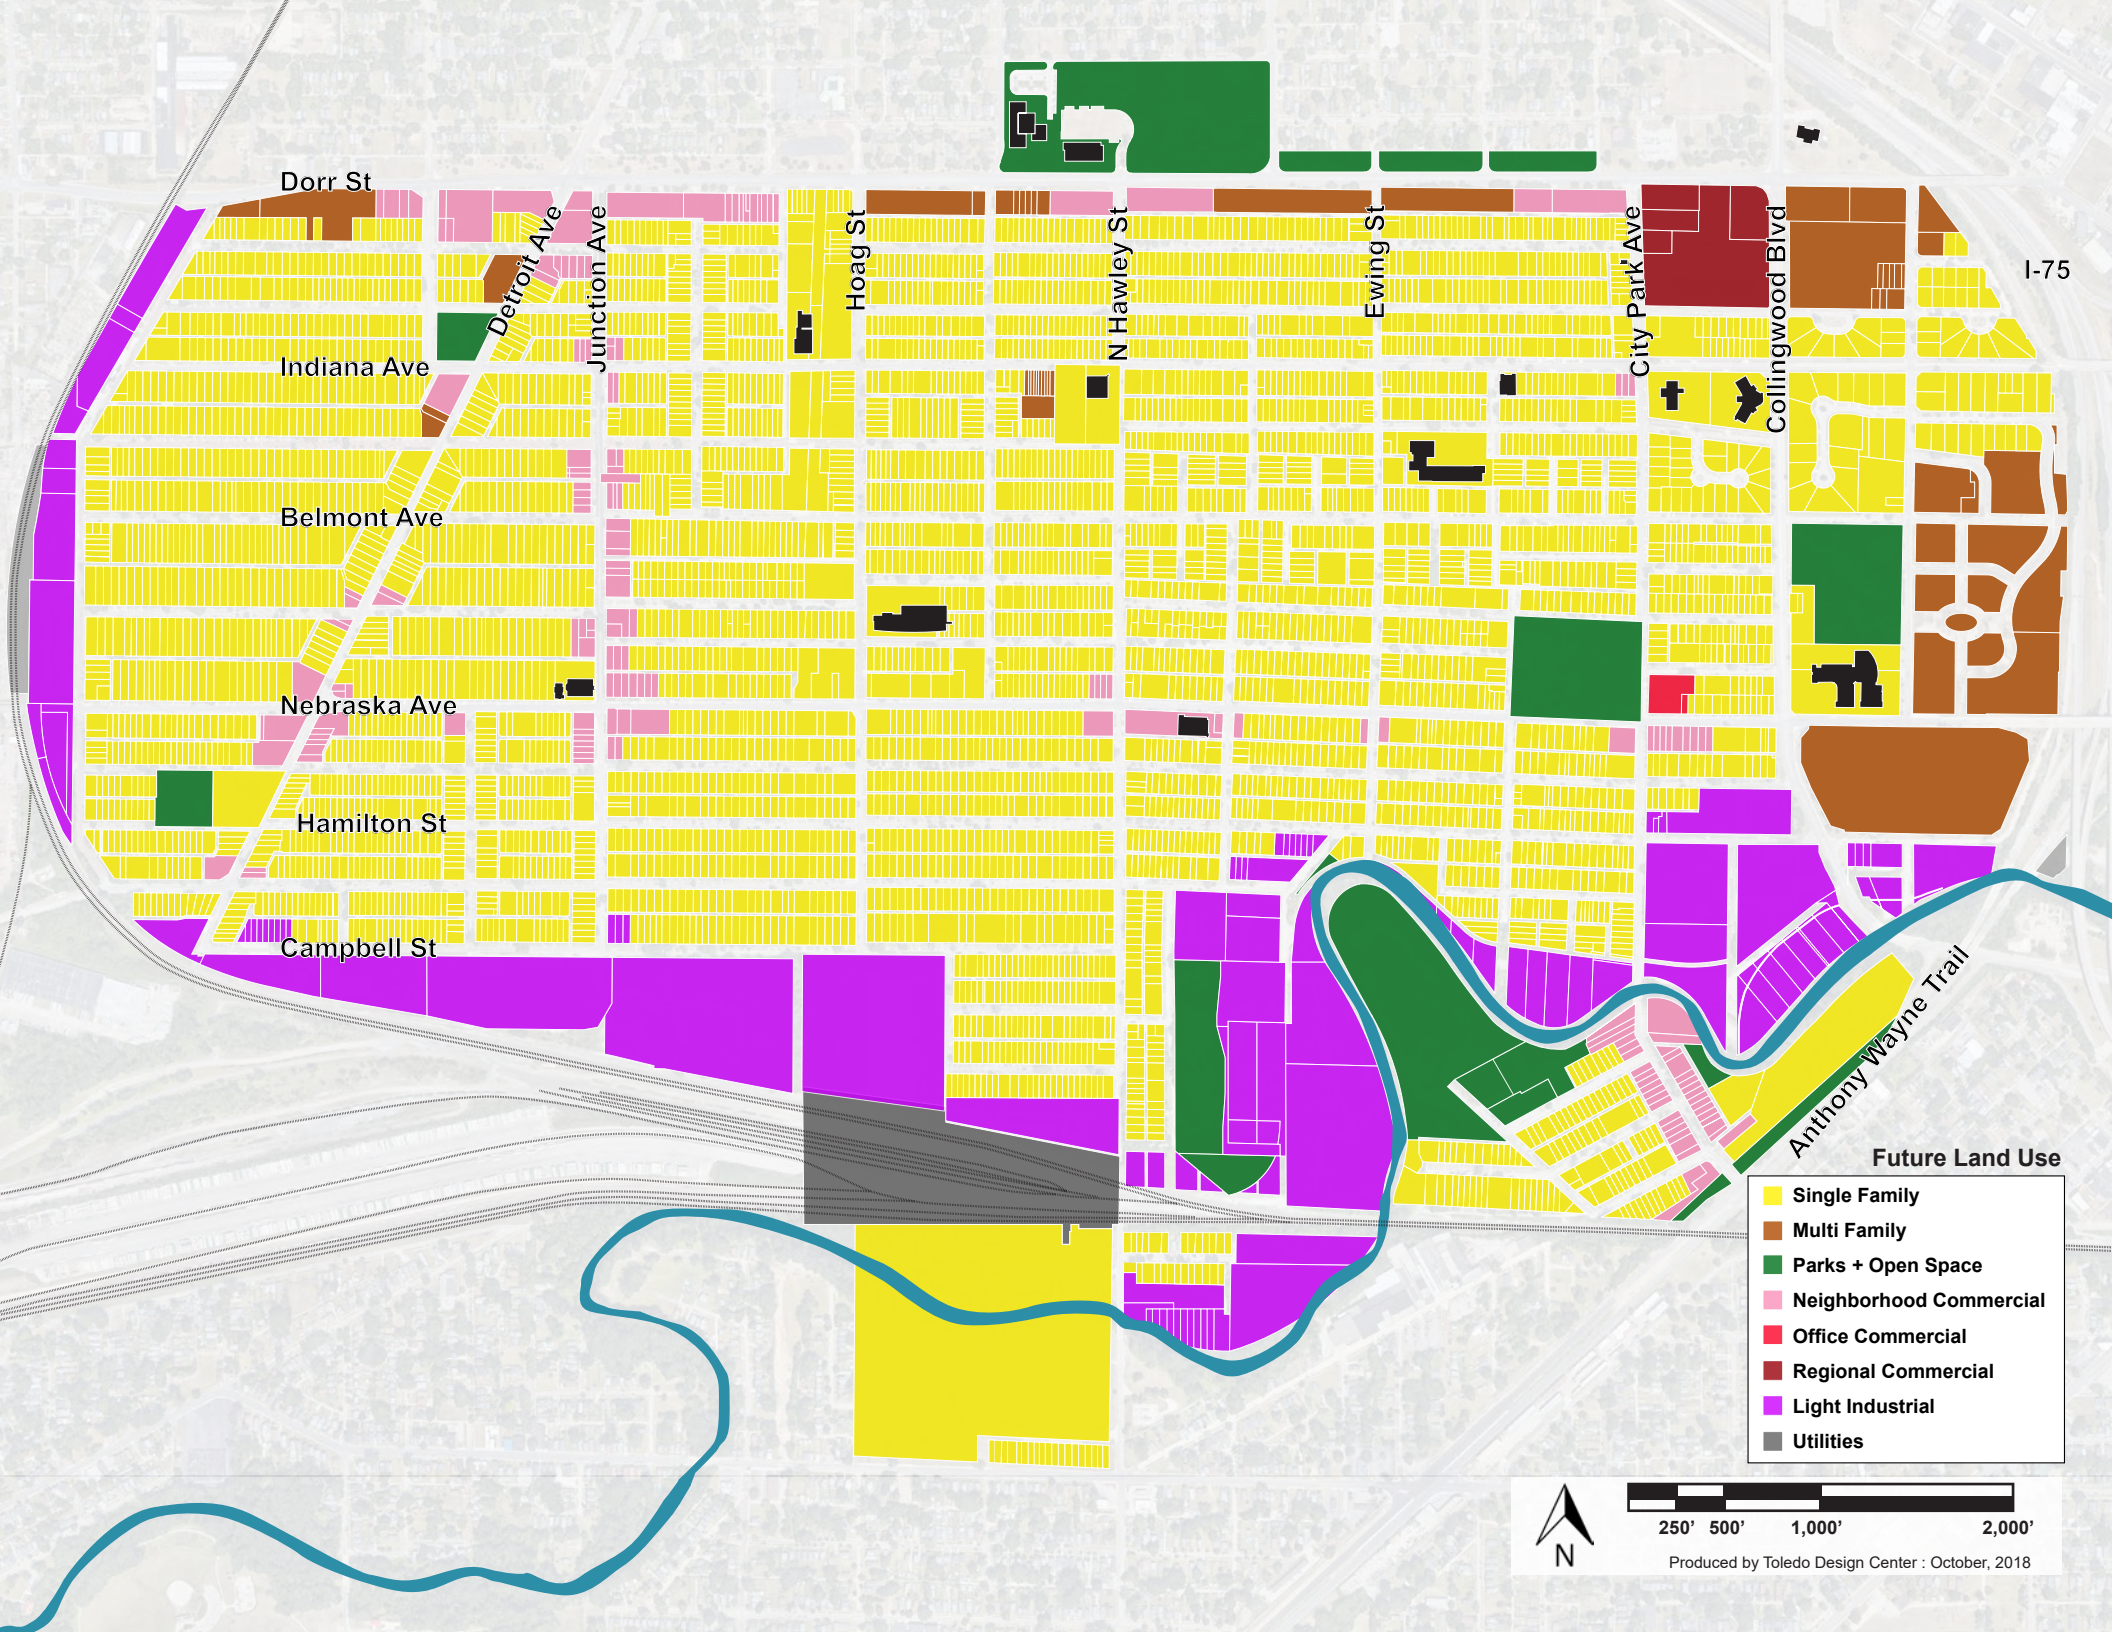 Dorr St
Detroit Ave
Junction Ave
Hoag St
N Hawley St
Ewing St
City Park' Ave
Collingwood Blvd
I-75
Indiana Ave
Belmont Ave
Nebraska Ave
Hamilton St
Campbell St
Anthony Wayne Trail
Future Land Use
Single Family
Multi Family
Parks + Open Space
Neighborhood Commercial
Office Commercial
Regional Commercial
Light Industrial
Utilities
N
250' 500' 1,000' 2,000'
Produced by Toledo Design Center : October, 2018